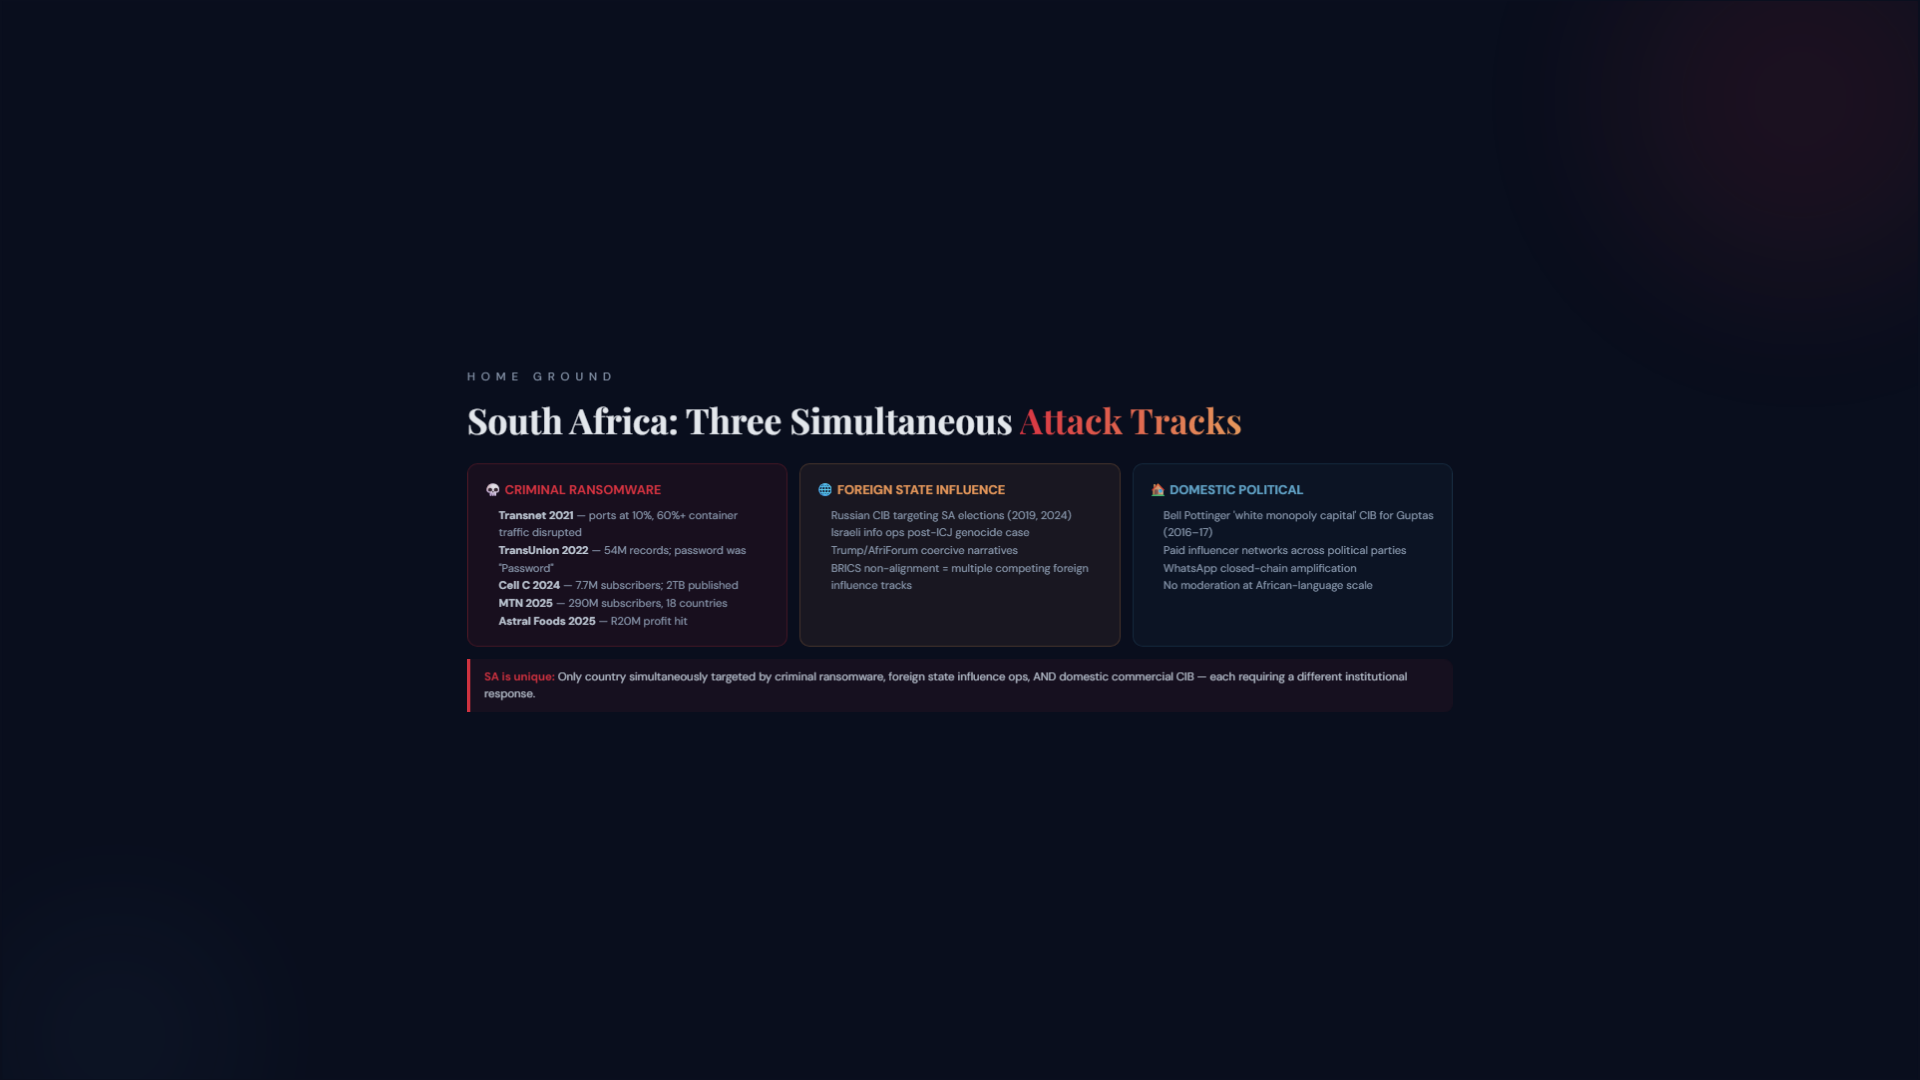 HOME GROUND
South Africa: Three Simultaneous Attack Tracks
💀 CRIMINAL RANSOMWARE
Transnet 2021 — ports at 10%, 60%+ container
traffic disrupted
TransUnion 2022 — 54M records; password was
"Password"
Cell C 2024 — 7.7M subscribers; 2TB published
MTN 2025 — 290M subscribers, 18 countries
Astral Foods 2025 — R20M profit hit
🌐 FOREIGN STATE INFLUENCE
Russian CIB targeting SA elections (2019, 2024)
Israeli info ops post-ICJ genocide case
Trump/AfriForum coercive narratives
BRICS non-alignment = multiple competing foreign
influence tracks
🏠 DOMESTIC POLITICAL
Bell Pottinger 'white monopoly capital' CIB for Guptas
(2016–17)
Paid influencer networks across political parties
WhatsApp closed-chain amplification
No moderation at African-language scale
SA is unique: Only country simultaneously targeted by criminal ransomware, foreign state influence ops, AND domestic commercial CIB — each requiring a different institutional
response.